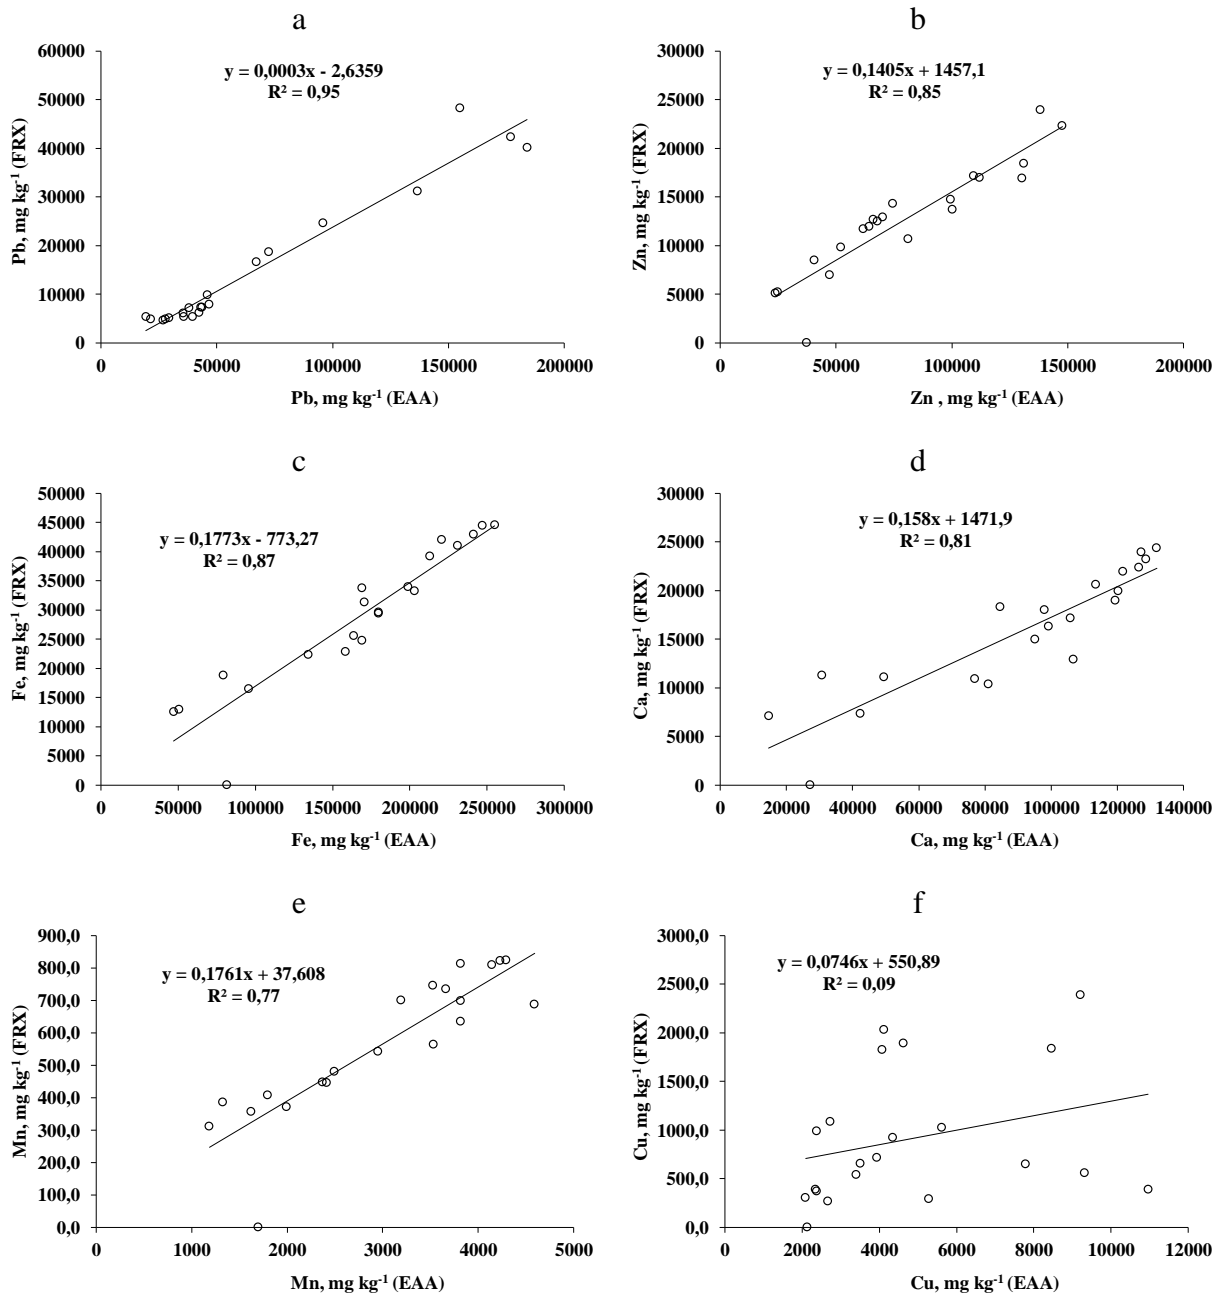 a
60000
50000
40000
30000
20000
10000
0
0
50000
100000
150000
200000
y = 0,0003x - 2,6359
R² = 0,95
Pb, mg kg⁻¹ (FRX)
Pb, mg kg⁻¹ (EAA)
b
30000
25000
20000
15000
10000
5000
0
0
50000
100000
150000
200000
y = 0,1405x + 1457,1
R² = 0,85
Zn, mg kg⁻¹ (FRX)
Zn , mg kg⁻¹ (EAA)
c
50000
45000
40000
35000
30000
25000
20000
15000
10000
5000
0
0
50000
100000
150000
200000
250000
300000
y = 0,1773x - 773,27
R² = 0,87
Fe, mg kg⁻¹ (FRX)
Fe, mg kg⁻¹ (EAA)
d
30000
25000
20000
15000
10000
5000
0
0
20000
40000
60000
80000
100000
120000
140000
y = 0,158x + 1471,9
R² = 0,81
Ca, mg kg⁻¹ (FRX)
Ca, mg kg⁻¹ (EAA)
e
900,0
800,0
700,0
600,0
500,0
400,0
300,0
200,0
100,0
0,0
0
1000
2000
3000
4000
5000
y = 0,1761x + 37,608
R² = 0,77
Mn, mg kg⁻¹ (FRX)
Mn, mg kg⁻¹ (EAA)
f
3000,0
2500,0
2000,0
1500,0
1000,0
500,0
0,0
0
2000
4000
6000
8000
10000
12000
y = 0,0746x + 550,89
R² = 0,09
Cu, mg kg⁻¹ (FRX)
Cu, mg kg⁻¹ (EAA)